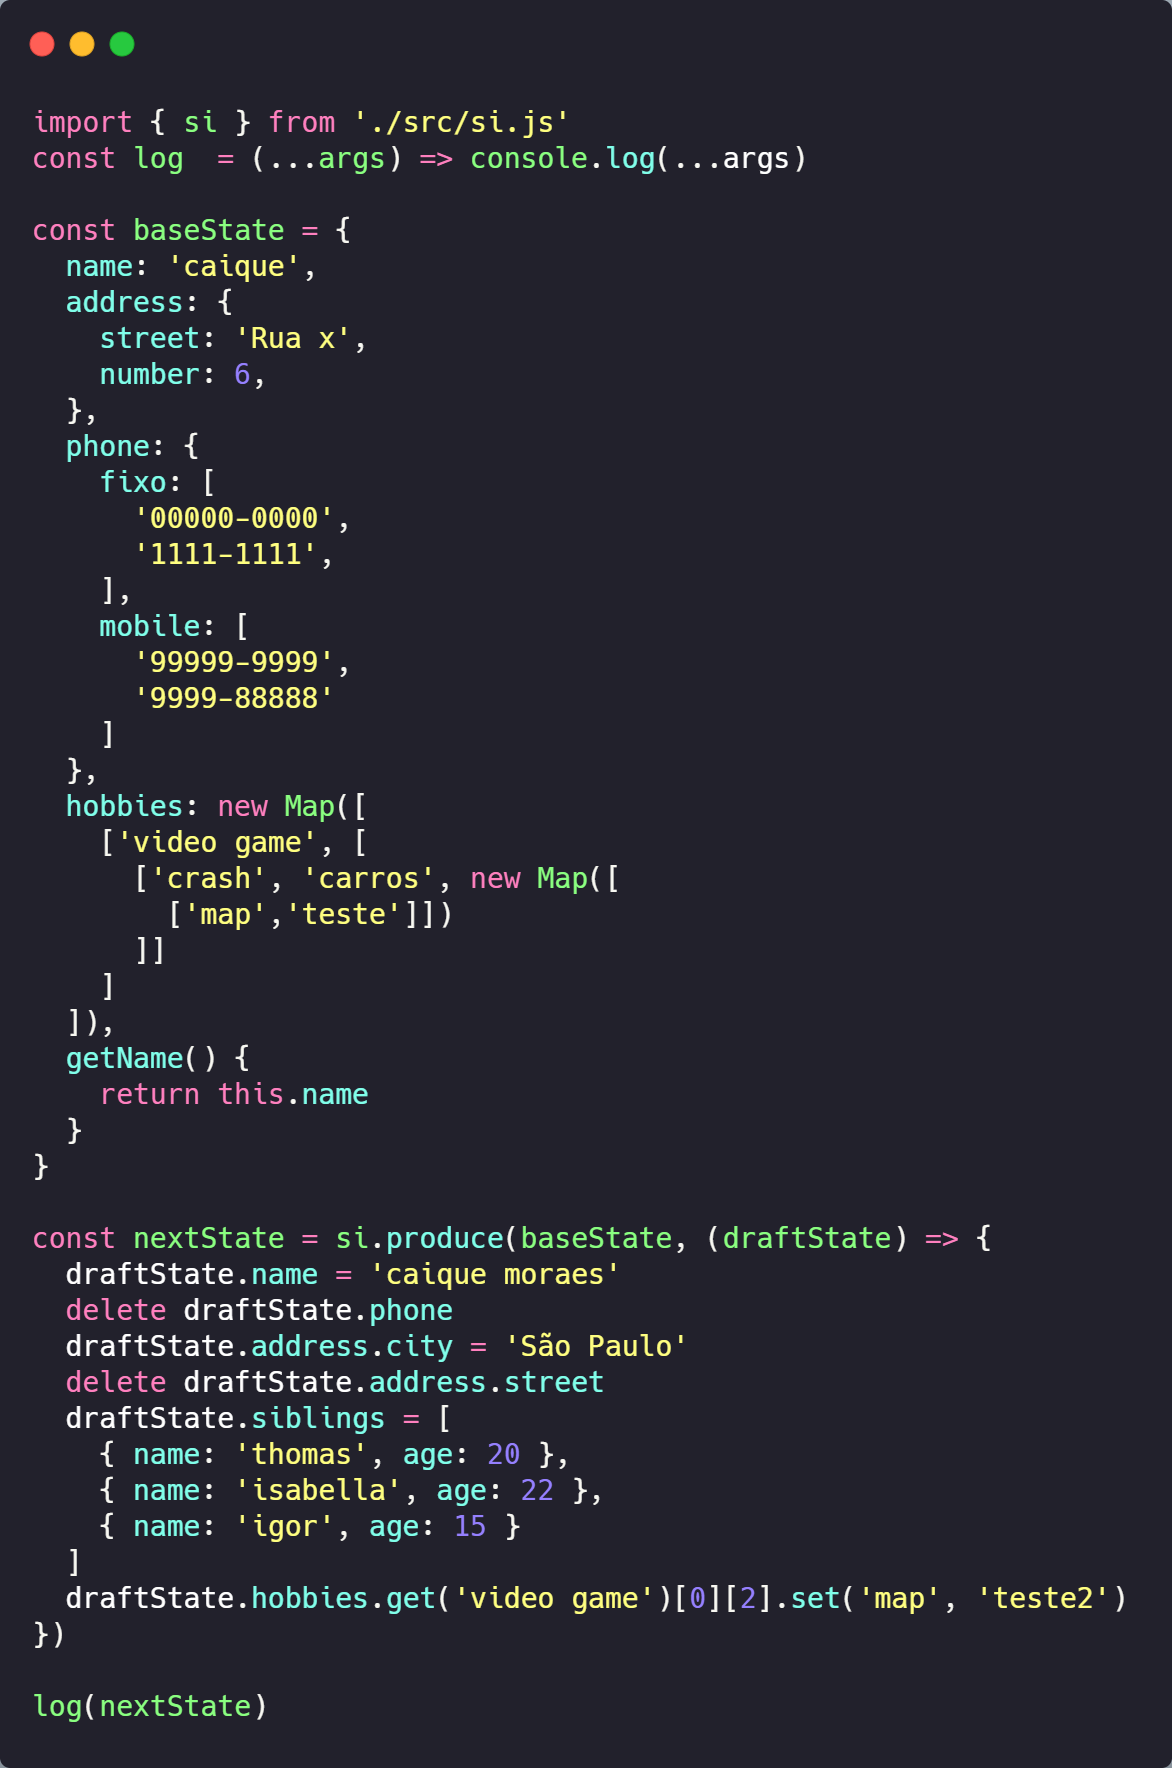 import { si } from './src/si.js'
const log  = (...args) => console.log(...args)

const baseState = {
  name: 'caique',
  address: {
    street: 'Rua x',
    number: 6,
  },
  phone: {
    fixo: [
      '00000-0000',
      '1111-1111',
    ],
    mobile: [
      '99999-9999',
      '9999-88888'
    ]
  },
  hobbies: new Map([
    ['video game', [
      ['crash', 'carros', new Map([
        ['map','teste']])
      ]]
    ]
  ]),
  getName() {
    return this.name
  }
}

const nextState = si.produce(baseState, (draftState) => {
  draftState.name = 'caique moraes'
  delete draftState.phone
  draftState.address.city = 'São Paulo'
  delete draftState.address.street
  draftState.siblings = [
    { name: 'thomas', age: 20 },
    { name: 'isabella', age: 22 },
    { name: 'igor', age: 15 }
  ]
  draftState.hobbies.get('video game')[0][2].set('map', 'teste2')
})

log(nextState)